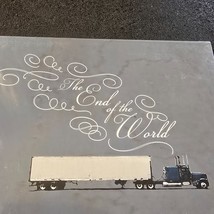 The
End
of the
World